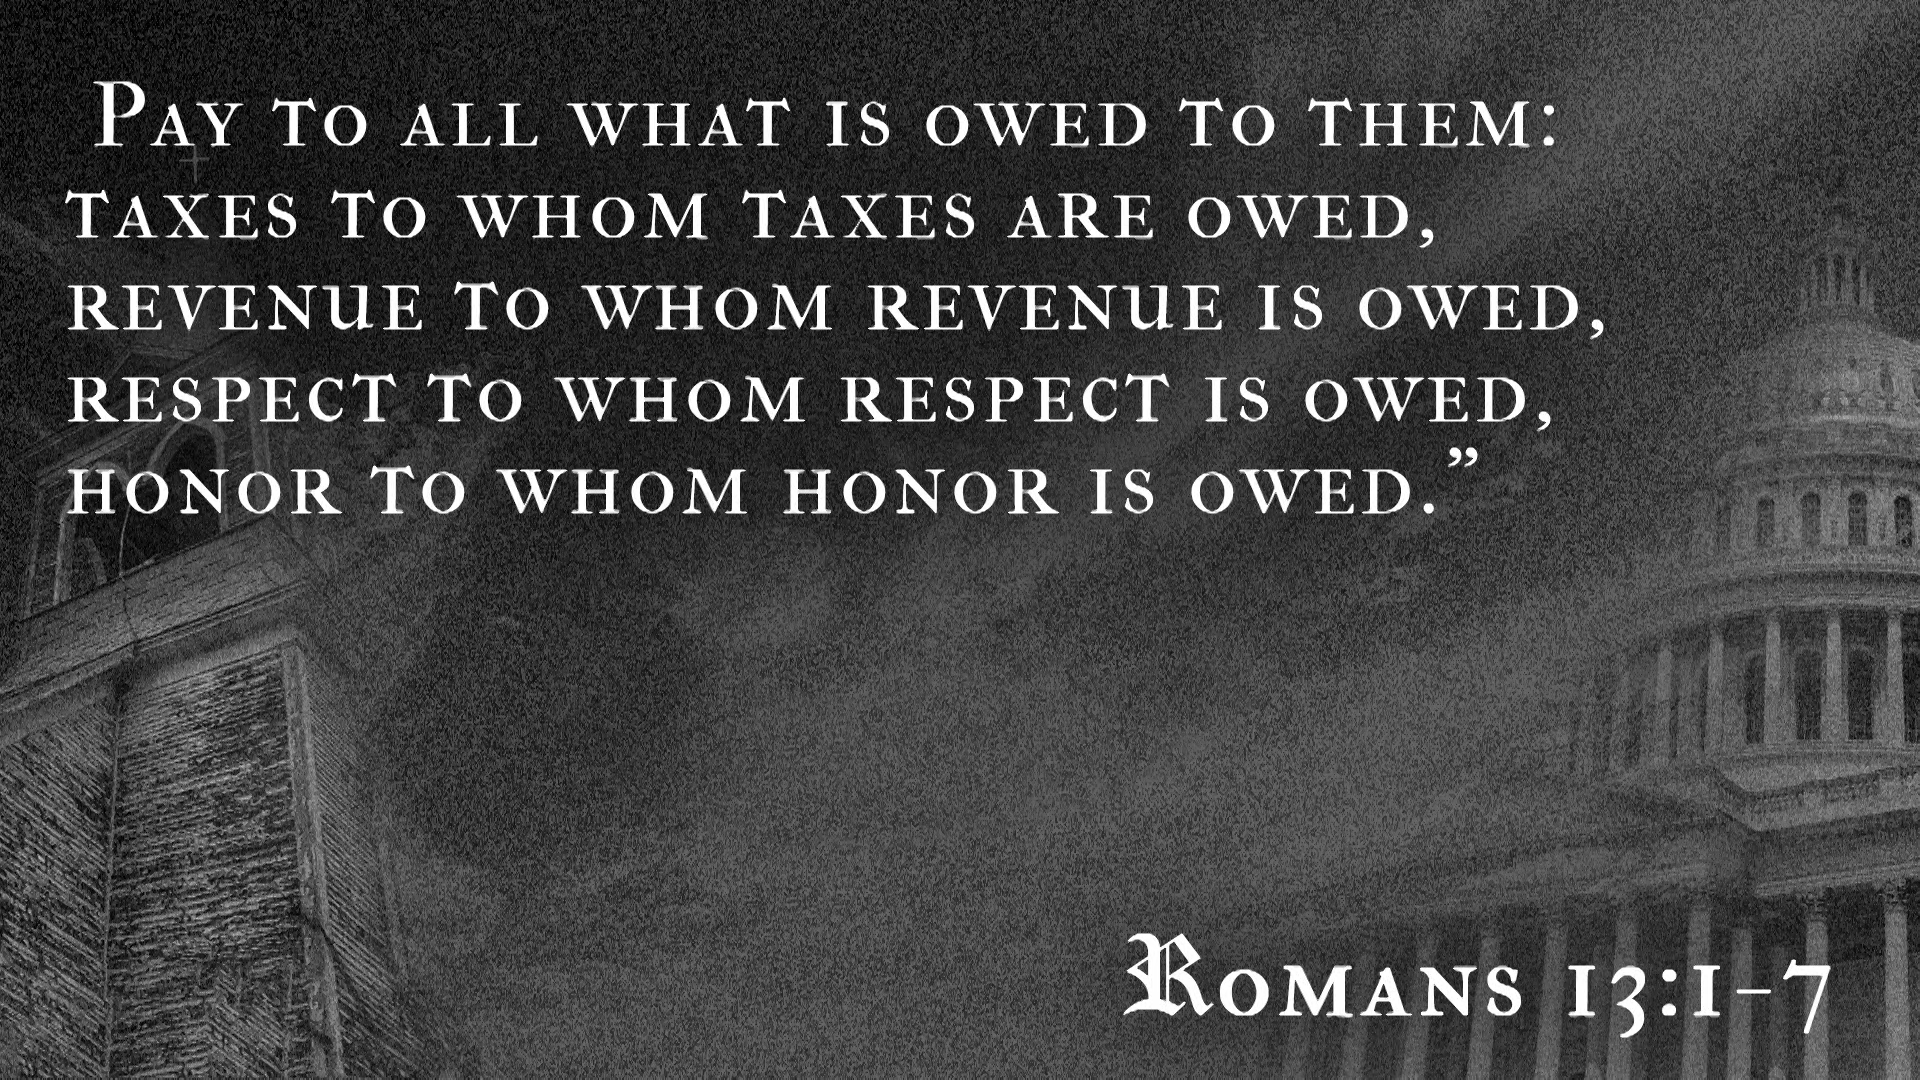 Pay to all what is owed to them:
taxes to whom taxes are owed,
revenue to whom revenue is owed,
respect to whom respect is owed,
honor to whom honor is owed.”
Romans 13:1–7